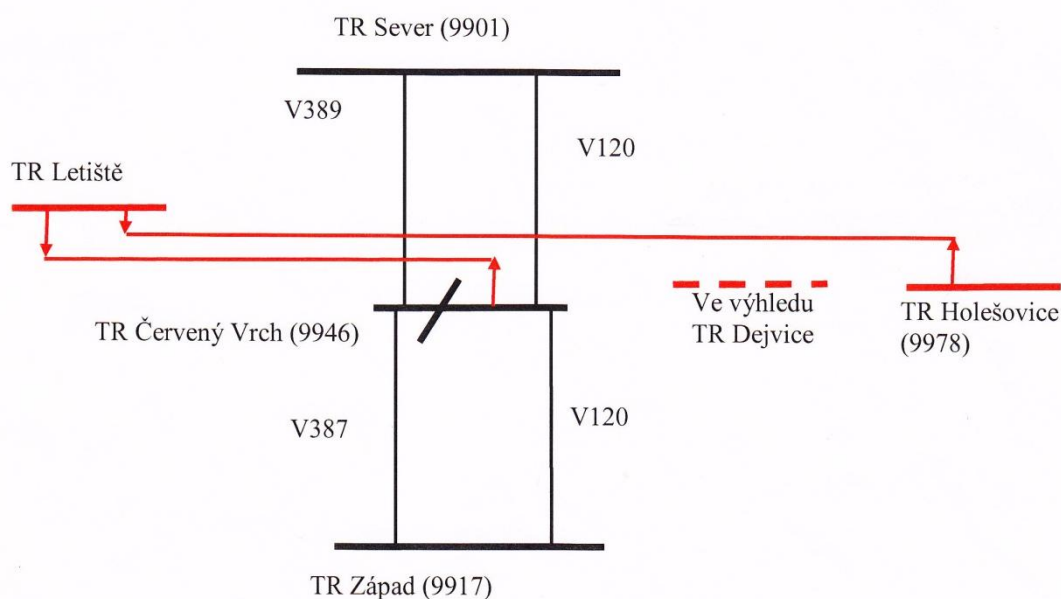 TR Sever (9901)
V389
V120
TR Letiště
Ve výhledu
TR Dejvice
TR Holešovice
(9978)
TR Červený Vrch (9946)
V387
V120
TR Západ (9917)